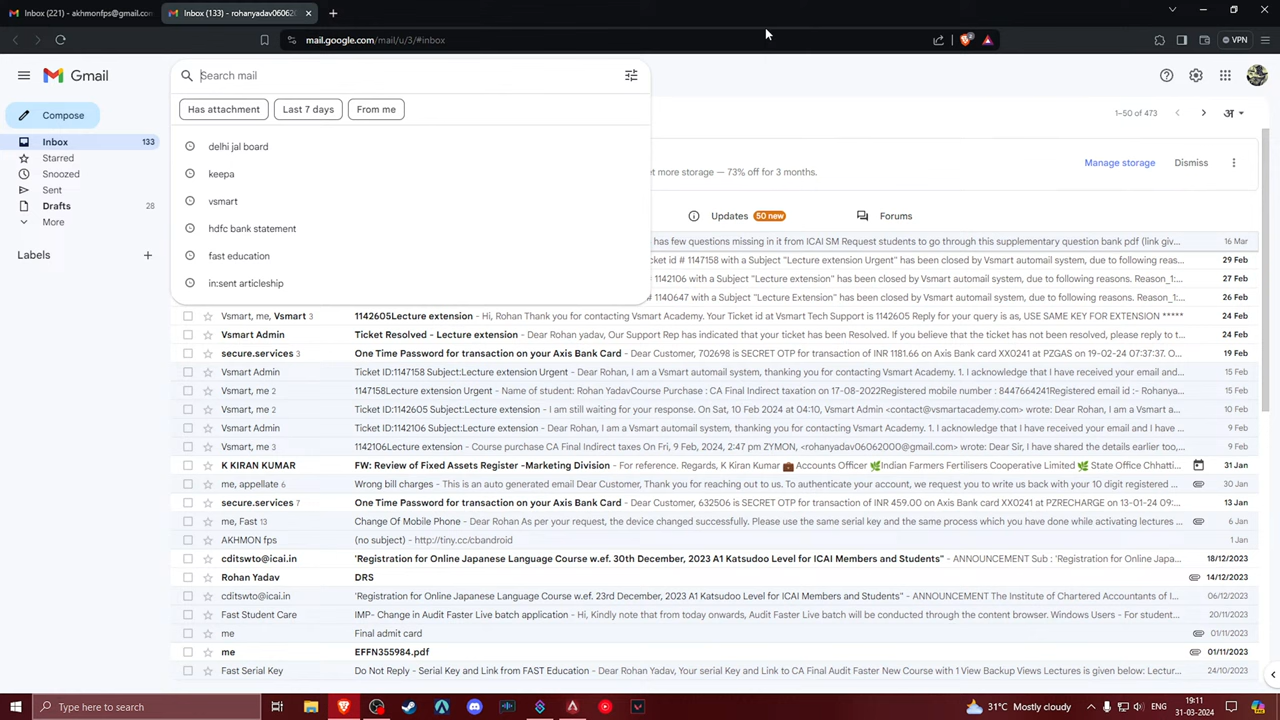 Inbox (221) - akhmonfps@gmail.con
Inbox (133) - rohanyadav06062
mail.google.com/mail/u/3/#inbox
VPN
Gmail
Search mail
Compose
Has attachment
Last 7 days
From me
1–50 of 473
अ
Inbox 133
Starred
Snoozed
Sent
Drafts 28
More
Labels
delhi jal board
keepa
vsmart
hdfc bank statement
fast education
in:sent articleship
et more storage — 73% off for 3 months.
Manage storage
Dismiss
Updates 50 new
Forums
has few questions missing in it from ICAI SM Request students to go through this supplementary question bank pdf (link giv... 16 Mar
icket id # 1147158 with a Subject "Lecture extension Urgent" has been closed by Vsmart automail system, due to following reasons. Reason_1:... 29 Feb
# 1142106 with a Subject "Lecture extension" has been closed by Vsmart automail system, due to following reasons. Reason_1:... 27 Feb
# 1140647 with a Subject "Lecture Extension" has been closed by Vsmart automail system, due to following reasons. Reason_1:... 26 Feb
Vsmart, me, Vsmart 3 1142605Lecture extension - Hi, Rohan Thank you for contacting Vsmart Academy. Your Ticket id at Vsmart Tech Support is 1142605 Reply for your query is as, USE SAME KEY FOR EXTENSION ***** 24 Feb
Vsmart Admin Ticket Resolved - Lecture extension - Dear Rohan yadav, Our Support Rep has indicated that your ticket has been Resolved. If you believe that the ticket has not been resolved, please reply to t... 24 Feb
secure.services 3 One Time Password for transaction on your Axis Bank Card - Dear Customer, 702698 is SECRET OTP for transaction of INR 1181.66 on Axis Bank card XX0241 at PZGAS on 19-02-24 07:37:37. O... 19 Feb
Vsmart Admin Ticket ID:1147158 Subject:Lecture extension Urgent - Dear Rohan, I am a Vsmart automail system, thanking you for contacting Vsmart Academy. 1. I acknowledge that I have received your email and ... 15 Feb
Vsmart, me 2 1147158Lecture extension Urgent - Name of student: Rohan YadavCourse Purchase : CA Final Indirect taxation on 17-08-2022Registered mobile number : 8447664241Registered email id :- Rohanya... 15 Feb
Vsmart, me 2 Ticket ID:1142605 Subject:Lecture extension - I am still waiting for your response. On Sat, 10 Feb 2024 at 04:10, Vsmart Admin <contact@vsmartacademy.com> wrote: Dear Rohan, I am a Vsmart a... 10 Feb
Vsmart Admin Ticket ID:1142106 Subject:Lecture extension - Dear Rohan, I am a Vsmart automail system, thanking you for contacting Vsmart Academy. 1. I acknowledge that I have received your email and I have ... 9 Feb
Vsmart, me 3 1142106Lecture extension - Course purchase CA Final Indirect taxes On Fri, 9 Feb, 2024, 2:47 pm ZYMON, <rohanyadav06062000@gmail.com> wrote: Dear Sir, I have shared the details earlier too,... 9 Feb
K KIRAN KUMAR FW: Review of Fixed Assets Register -Marketing Division - For reference. Regards, K Kiran Kumar 💼 Accounts Officer 🌿Indian Farmers Fertilisers Cooperative Limited 🌿 State Office Chhatti... 31 Jan
me, appellate 6 Wrong bill charges - This is an auto generated email Dear Customer, Thank you for reaching out to us. To authenticate your account, we request you to write us back with your 10 digit registered ... 30 Jan
secure.services 7 One Time Password for transaction on your Axis Bank Card - Dear Customer, 632506 is SECRET OTP for transaction of INR 459.00 on Axis Bank card XX0241 at PZRECHARGE on 13-01-24 09:... 13 Jan
me, Fast 13 Change Of Mobile Phone - Dear Rohan As per your request, the device changed successfully. Please use the same serial key and the same process which you have done while activating lectures ... 6 Jan
AKHMON fps (no subject) - http://tiny.cc/cbandroid 1 Jan
cditswto@icai.in 'Registration for Online Japanese Language Course w.ef. 30th December, 2023 A1 Katsudoo Level for ICAI Members and Students" - ANNOUNCEMENT Sub : 'Registration for Online Japa... 18/12/2023
Rohan Yadav DRS 14/12/2023
cditswto@icai.in 'Registration for Online Japanese Language Course w.ef. 23rd December, 2023 A1 Katsudoo Level for ICAI Members and Students" - ANNOUNCEMENT The Institute of Chartered Accountants of In... 06/12/2023
Fast Student Care IMP- Change in Audit Faster Live batch application - Hi, Kindly note that from today onwards, Audit Faster Live batch will be conducted through the content browser. Windows Users - For student... 20/11/2023
me Final admit card 01/11/2023
me EFFN355984.pdf 01/11/2023
Fast Serial Key Do Not Reply - Serial Key and Link from FAST Education - Dear Rohan Yadav, Your serial Key and Link to CA Final Audit Faster New Course with 1 View Backup Views Lectures is given below: Lectur... 24/10/2023
Type here to search
31°C Mostly cloudy
ENG
19:11
31-03-2024